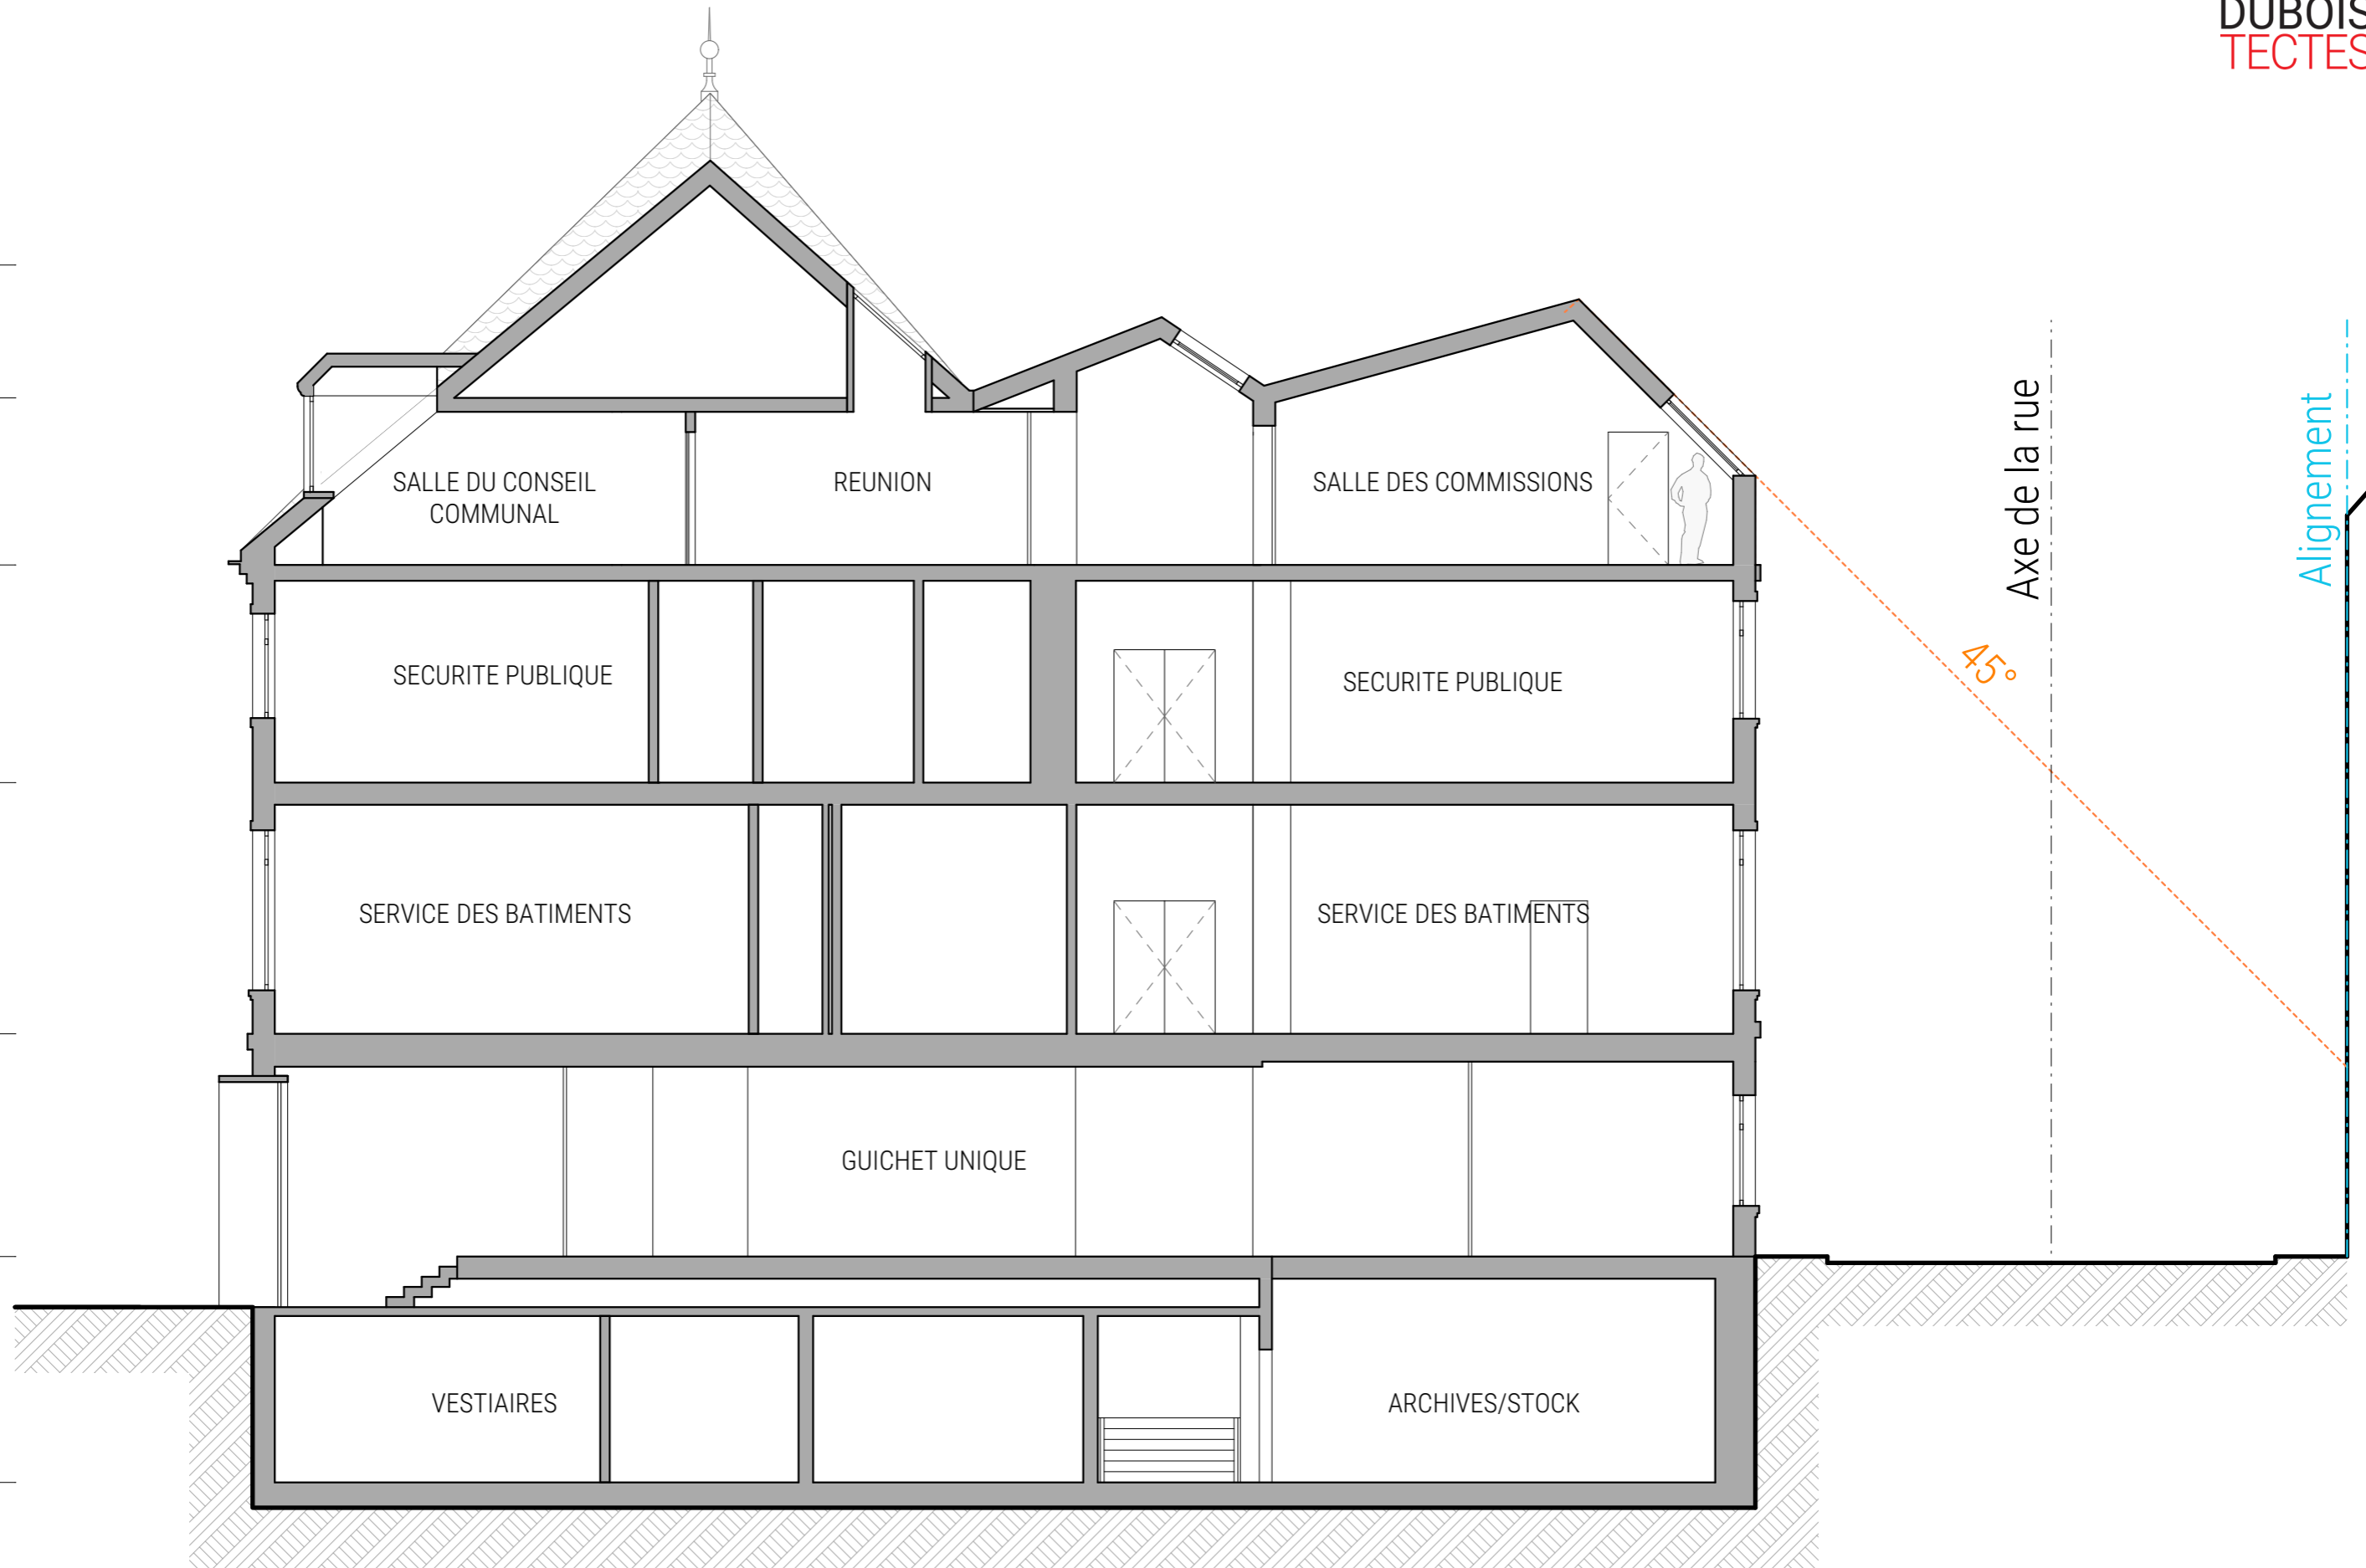 DUBOIS
TECTES
SALLE DU CONSEIL
COMMUNAL
REUNION
SALLE DES COMMISSIONS
Axe de la rue
Alignement
45°
SECURITE PUBLIQUE
SECURITE PUBLIQUE
SERVICE DES BATIMENTS
SERVICE DES BATIMENTS
GUICHET UNIQUE
VESTIAIRES
ARCHIVES/STOCK